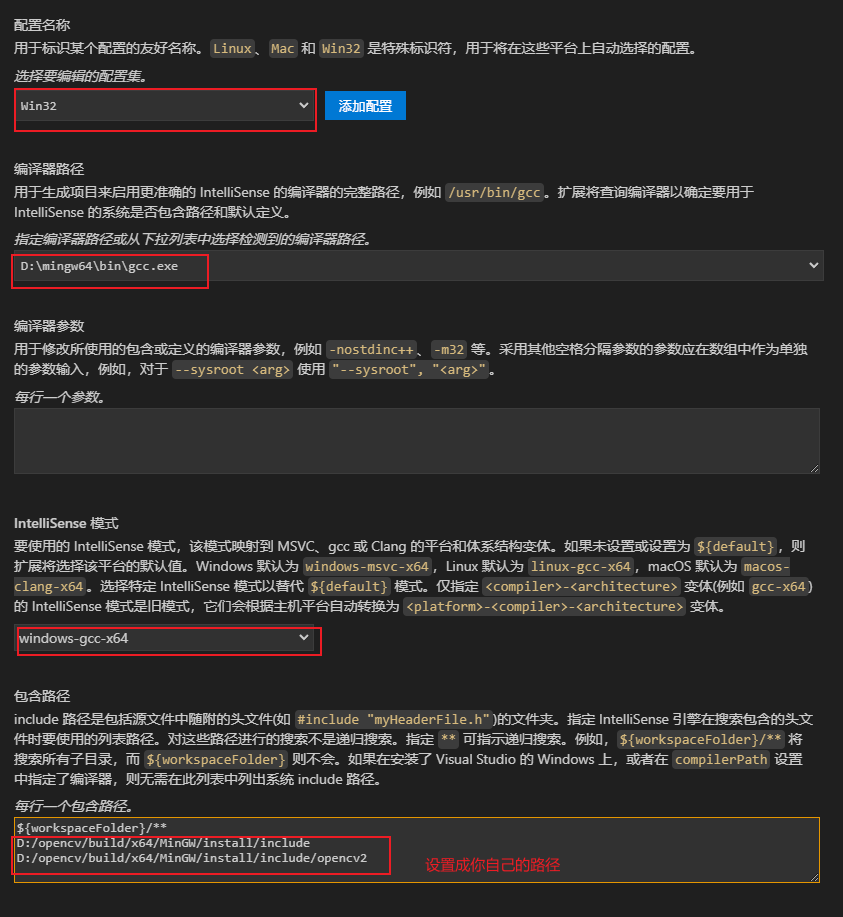 配置名称
用于标识某个配置的友好名称。Linux、Mac 和 Win32 是特殊标识符，用于将在这些平台上自动选择的配置。
选择要编辑的配置集。
Win32
添加配置
编译器路径
用于生成项目来启用更准确的 IntelliSense 的编译器的完整路径，例如 /usr/bin/gcc。扩展将查询编译器以确定要用于
IntelliSense 的系统是否包含路径和默认定义。
指定编译器路径或从下拉列表中选择检测到的编译器路径。
D:\mingw64\bin\gcc.exe
编译器参数
用于修改所使用的包含或定义的编译器参数，例如 -nostdinc++、-m32 等。采用其他空格分隔参数的参数应在数组中作为单独
的参数输入，例如，对于 --sysroot <arg> 使用 "--sysroot", "<arg>"。
每行一个参数。
IntelliSense 模式
要使用的 IntelliSense 模式，该模式映射到 MSVC、gcc 或 Clang 的平台和体系结构变体。如果未设置或设置为 ${default}，则
扩展将选择该平台的默认值。Windows 默认为 windows-msvc-x64，Linux 默认为 linux-gcc-x64，macOS 默认为 macos-
clang-x64。选择特定 IntelliSense 模式以替代 ${default} 模式。仅指定 <compiler>-<architecture> 变体(例如 gcc-x64)
的 IntelliSense 模式是旧模式，它们会根据主机平台自动转换为 <platform>-<compiler>-<architecture> 变体。
windows-gcc-x64
包含路径
include 路径是包括源文件中随附的头文件(如 #include "myHeaderFile.h")的文件夹。指定 IntelliSense 引擎在搜索包含的头文
件时要使用的列表路径。对这些路径进行的搜索不是递归搜索。指定 ** 可指示递归搜索。例如，${workspaceFolder}/** 将
搜索所有子目录，而 ${workspaceFolder} 则不会。如果在安装了 Visual Studio 的 Windows 上，或者在 compilerPath 设置
中指定了编译器，则无需在此列表中列出系统 include 路径。
每行一个包含路径。
${workspaceFolder}/**
D:/opencv/build/x64/MinGW/install/include
D:/opencv/build/x64/MinGW/install/include/opencv2
设置成你自己的路径